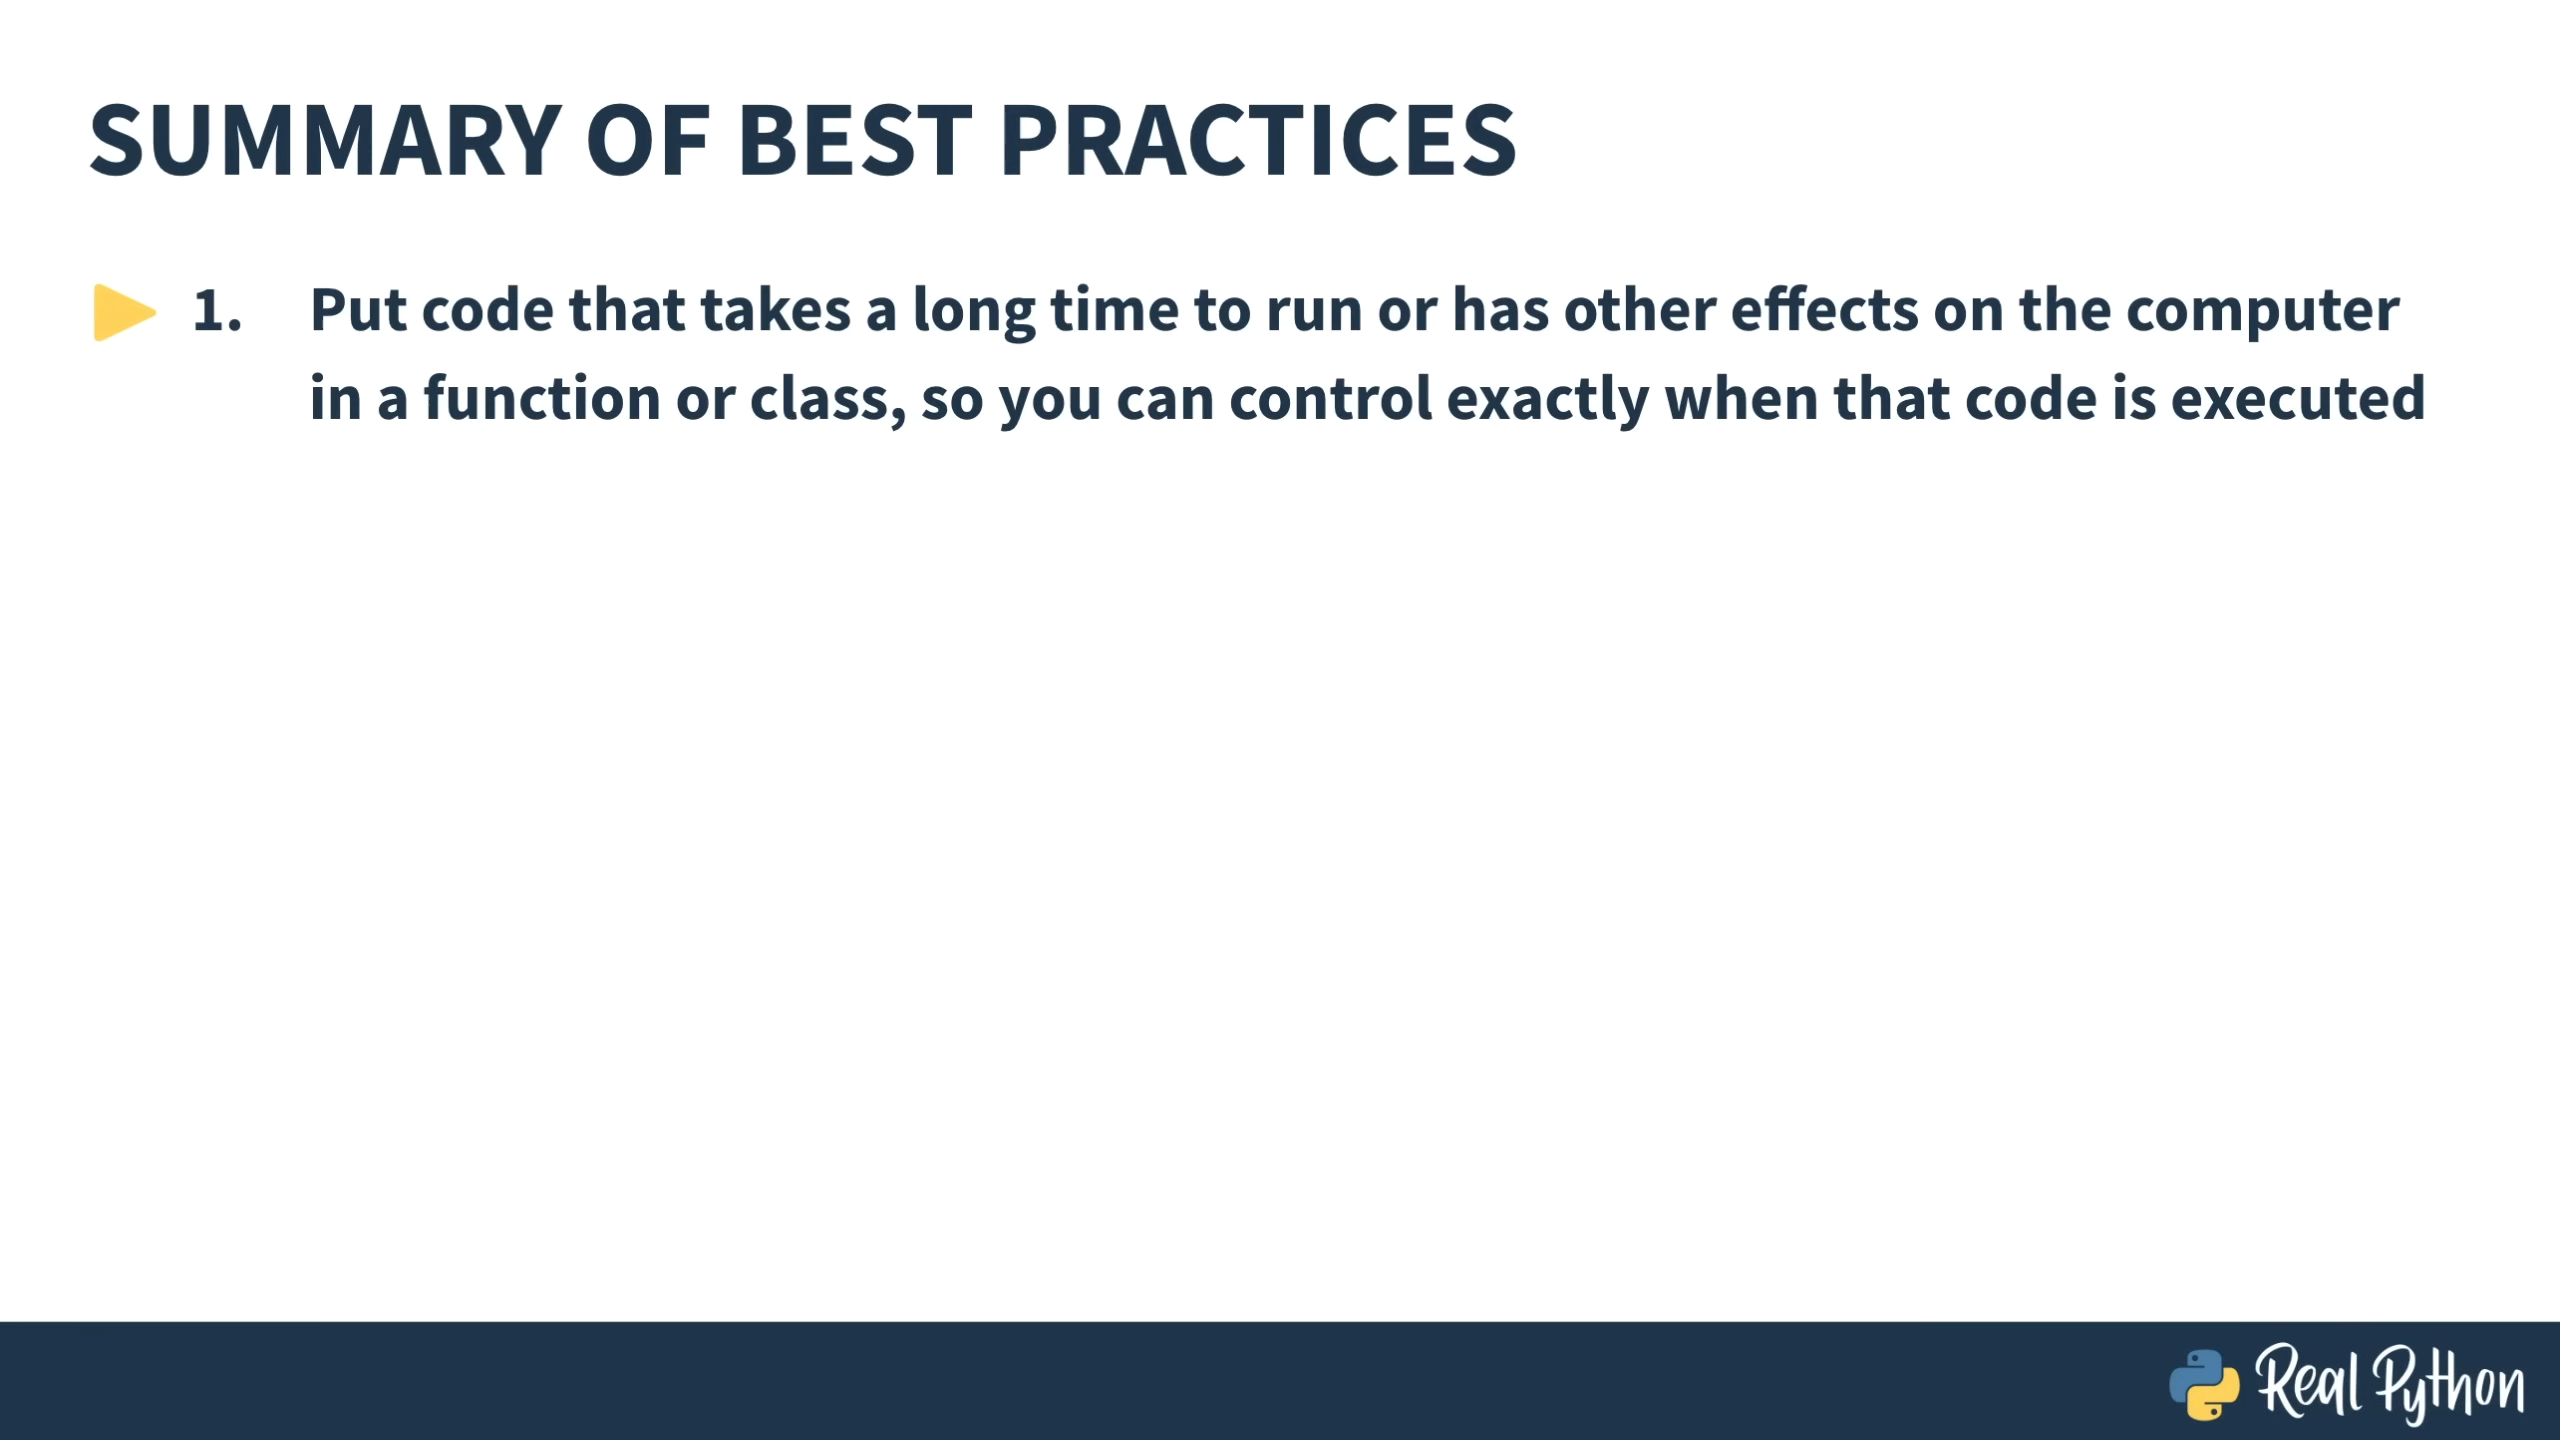 SUMMARY OF BEST PRACTICES
1. Put code that takes a long time to run or has other effects on the computer
in a function or class, so you can control exactly when that code is executed
Real Python